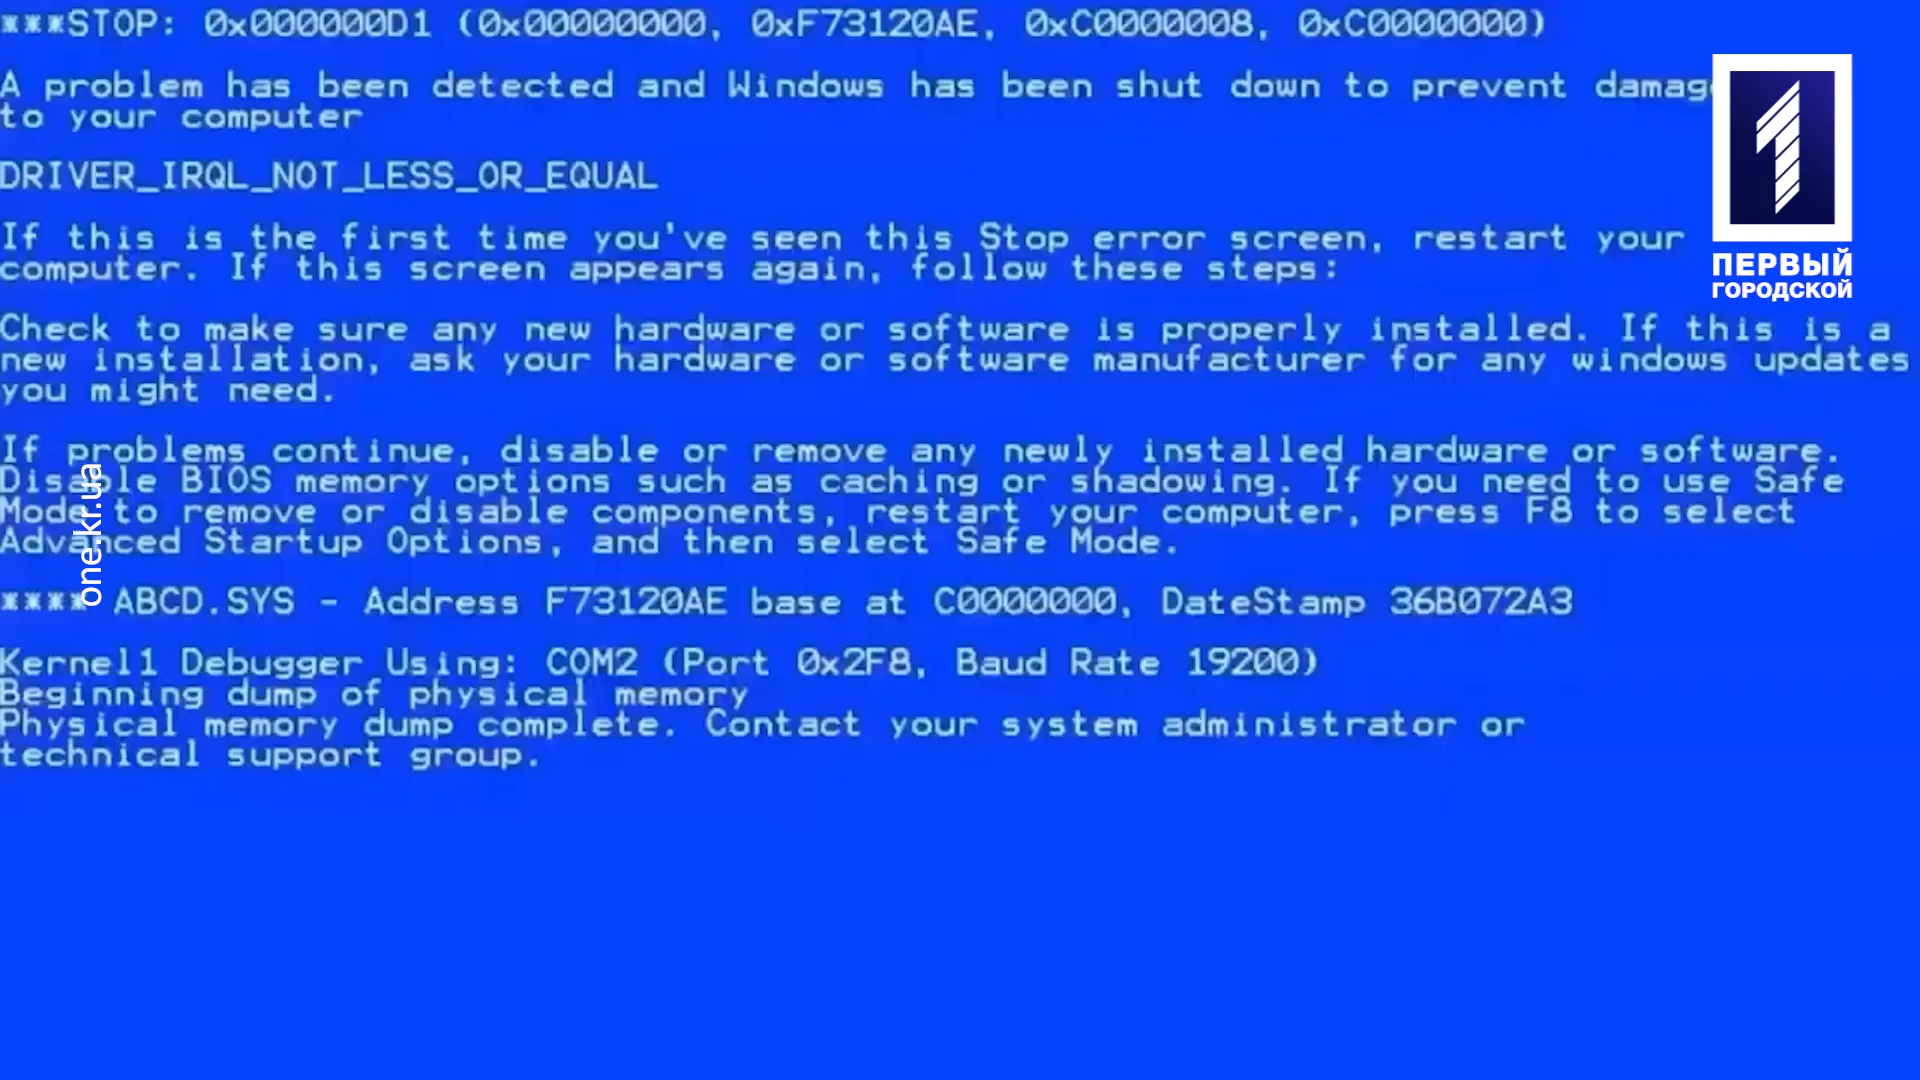 ***STOP: 0x000000D1 (0x00000000, 0xF73120AE, 0xC0000008, 0xC0000000)
A problem has been detected and Windows has been shut down to prevent damag
to your computer
DRIVER_IRQL_NOT_LESS_OR_EQUAL
If this is the first time you've seen this Stop error screen, restart your
computer. If this screen appears again, follow these steps:
Check to make sure any new hardware or software is properly installed. If this is a
new installation, ask your hardware or software manufacturer for any windows updates
you might need.
If problems continue, disable or remove any newly installed hardware or software.
Disable BIOS memory options such as caching or shadowing. If you need to use Safe
Mode to remove or disable components, restart your computer, press F8 to select
Advanced Startup Options, and then select Safe Mode.
**** ABCD.SYS - Address F73120AE base at C0000000, DateStamp 36B072A3
Kernel1 Debugger Using: COM2 (Port 0x2F8, Baud Rate 19200)
Beginning dump of physical memory
Physical memory dump complete. Contact your system administrator or
technical support group.
1
ПЕРВЫЙ
ГОРОДСКОЙ
one.kr.ua